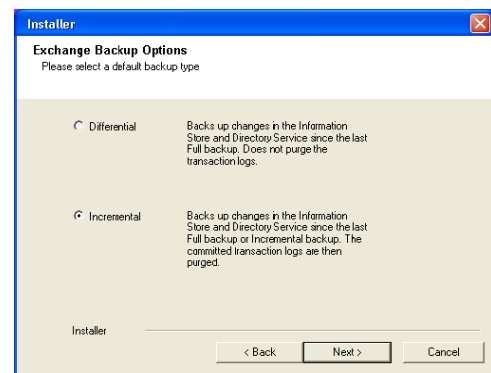 Installer
Exchange Backup Options
Please select a default backup type
Differential
Backs up changes in the Information
Store and Directory Service since the last
Full backup. Does not purge the
transaction logs.
Incremental
Backs up changes in the Information
Store and Directory Service since the last
Full backup or Incremental backup. The
committed transaction logs are then
purged.
Installer
< Back
Next >
Cancel